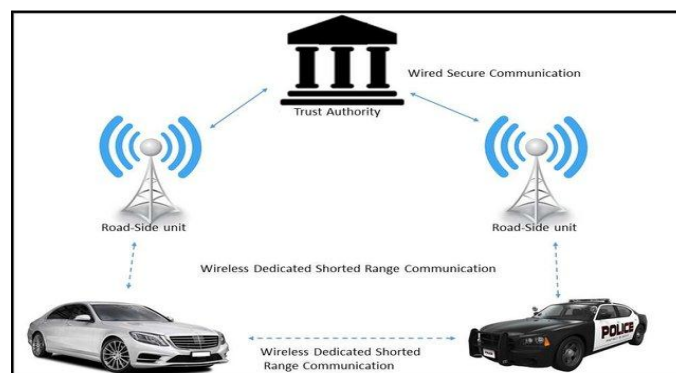 Wired Secure Communication
Trust Authority
Road-Side unit
Road-Side unit
Wireless Dedicated Shorted Range Communication
POLICE
Wireless Dedicated Shorted
Range Communication